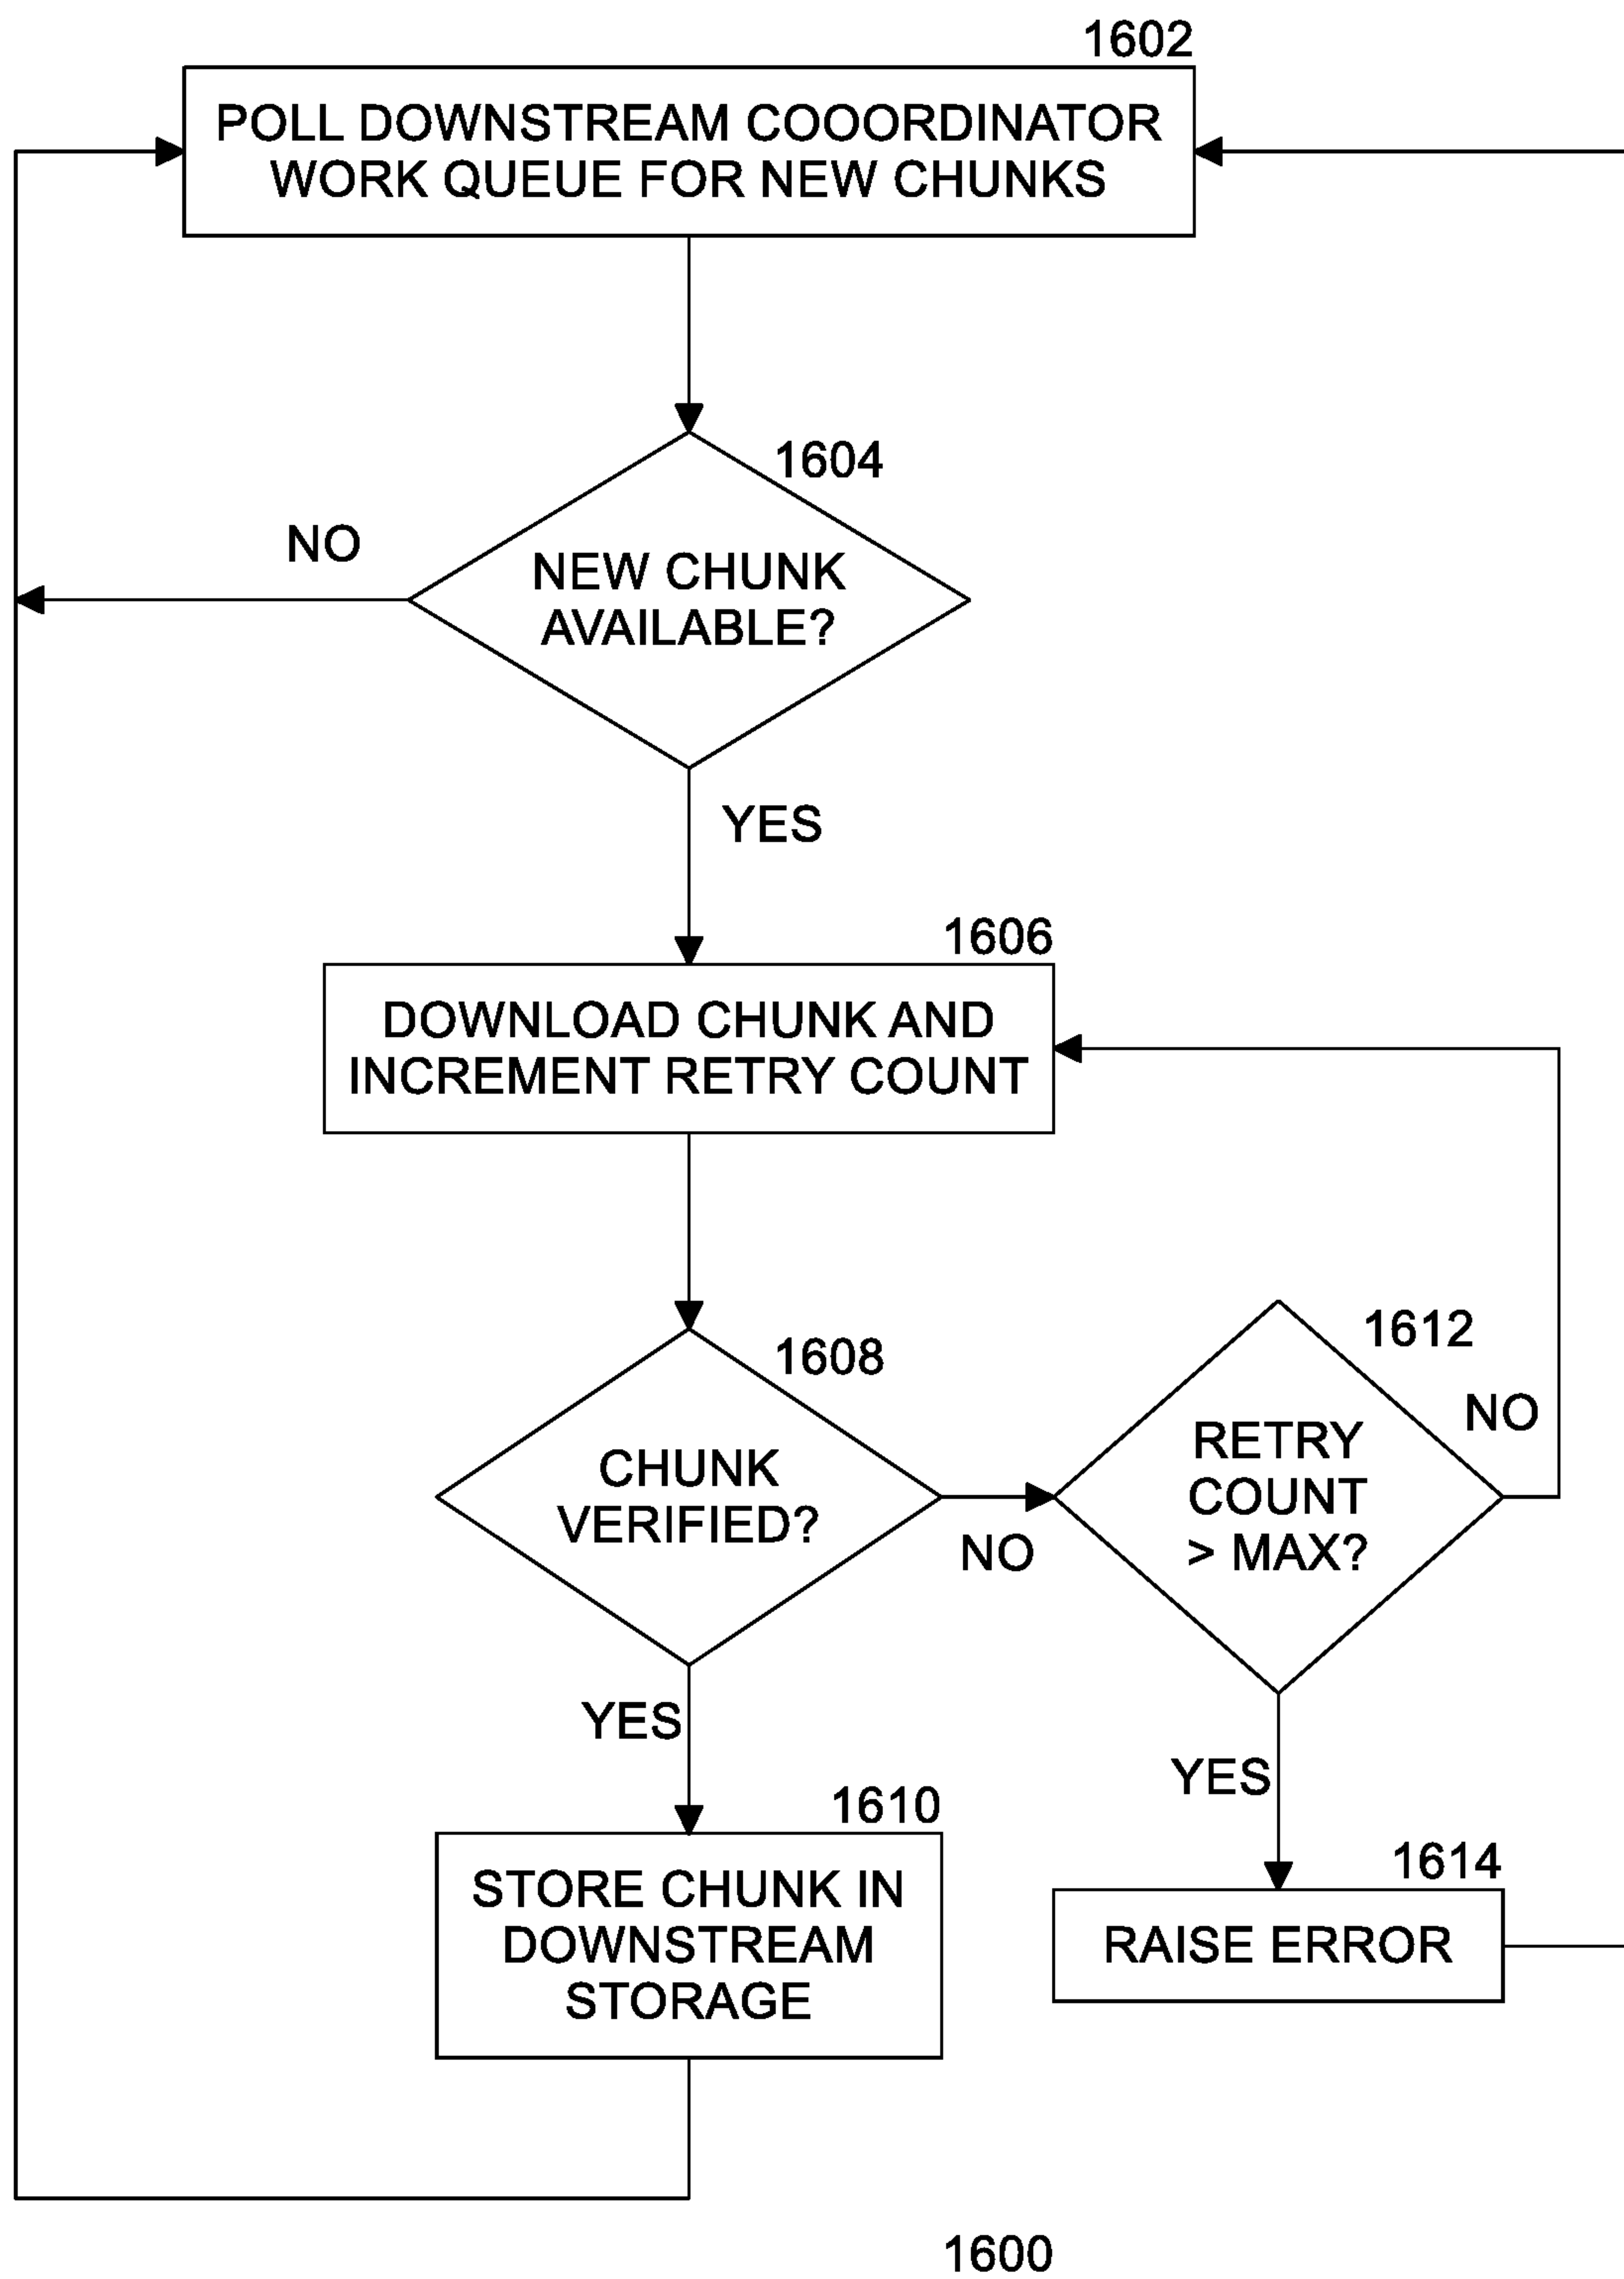 1602
POLL DOWNSTREAM COOORDINATOR
WORK QUEUE FOR NEW CHUNKS
1604
NO
NEW CHUNK
AVAILABLE?
YES
1606
DOWNLOAD CHUNK AND
INCREMENT RETRY COUNT
1608
CHUNK
VERIFIED?
NO
1612
RETRY
COUNT
> MAX?
NO
YES
1610
STORE CHUNK IN
DOWNSTREAM
STORAGE
YES
1614
RAISE ERROR
1600